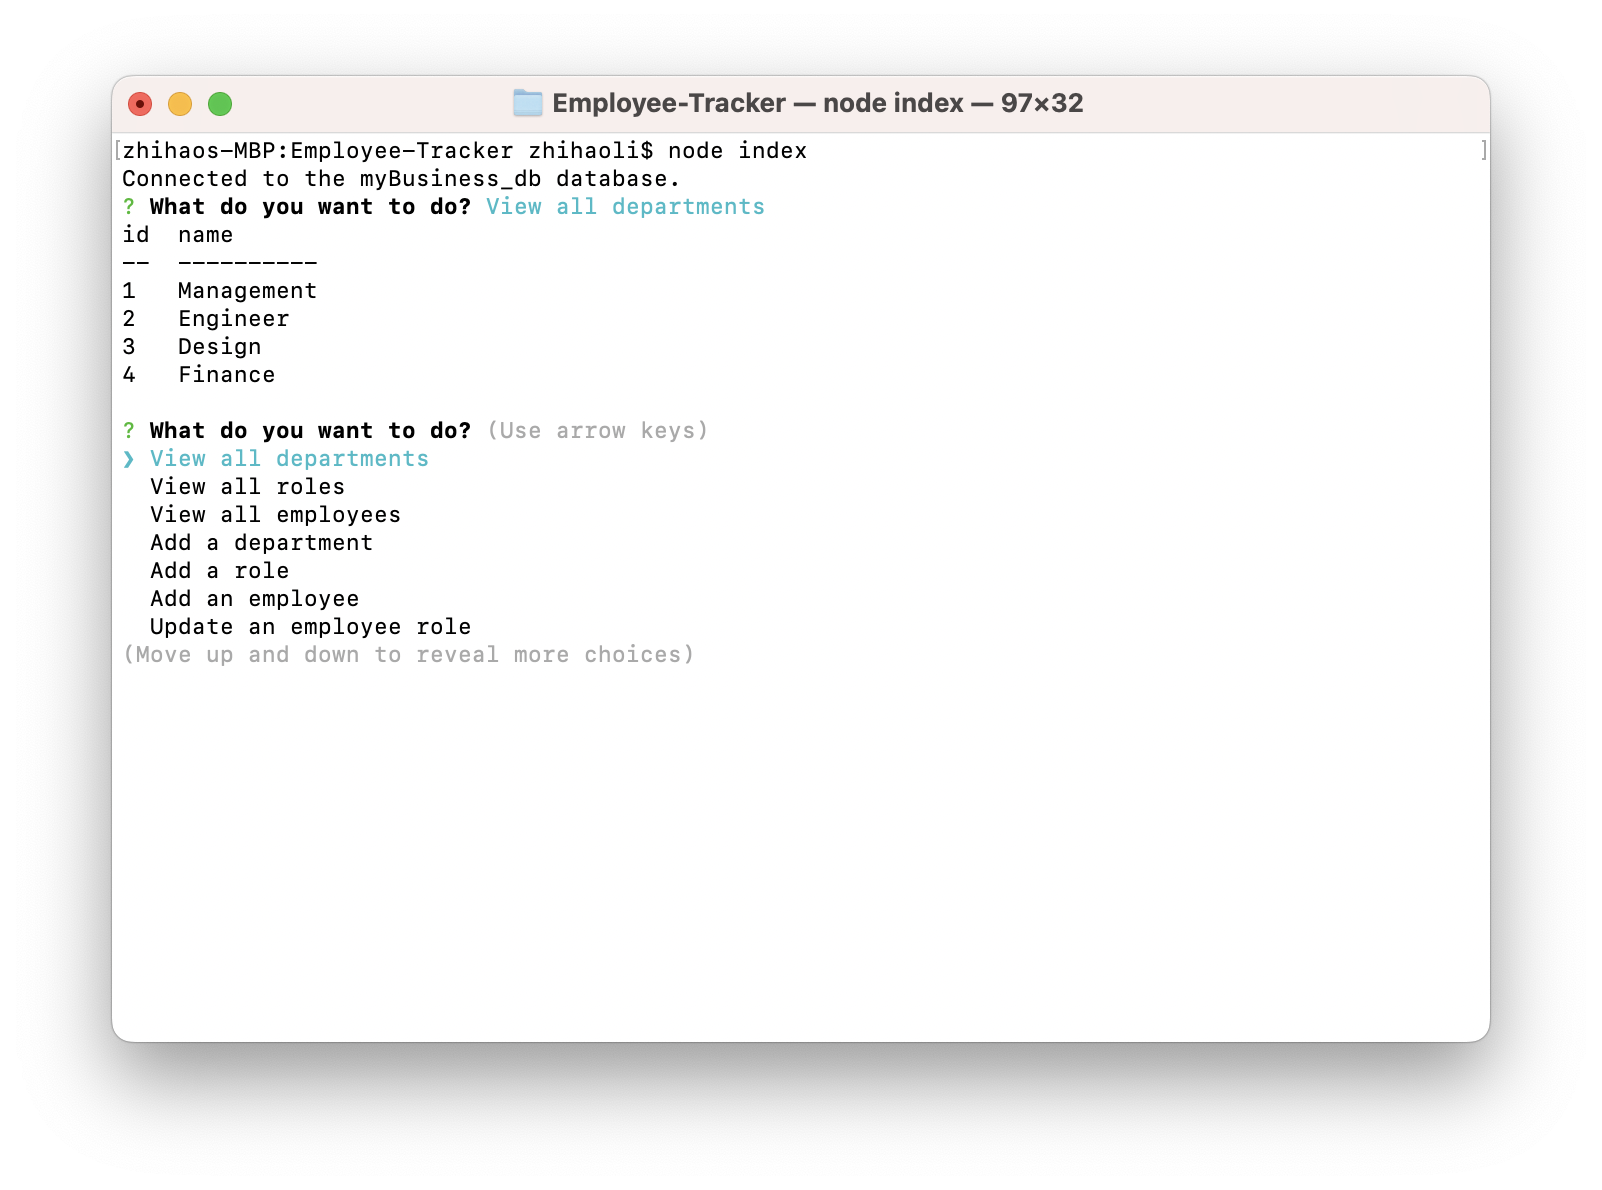 Employee-Tracker — node index — 97×32
[zhihaos-MBP:Employee-Tracker zhihaoli$ node index ]
Connected to the myBusiness_db database.
? What do you want to do? View all departments
id  name
--  ----------
1   Management
2   Engineer
3   Design
4   Finance
? What do you want to do? (Use arrow keys)
❯ View all departments
  View all roles
  View all employees
  Add a department
  Add a role
  Add an employee
  Update an employee role
(Move up and down to reveal more choices)